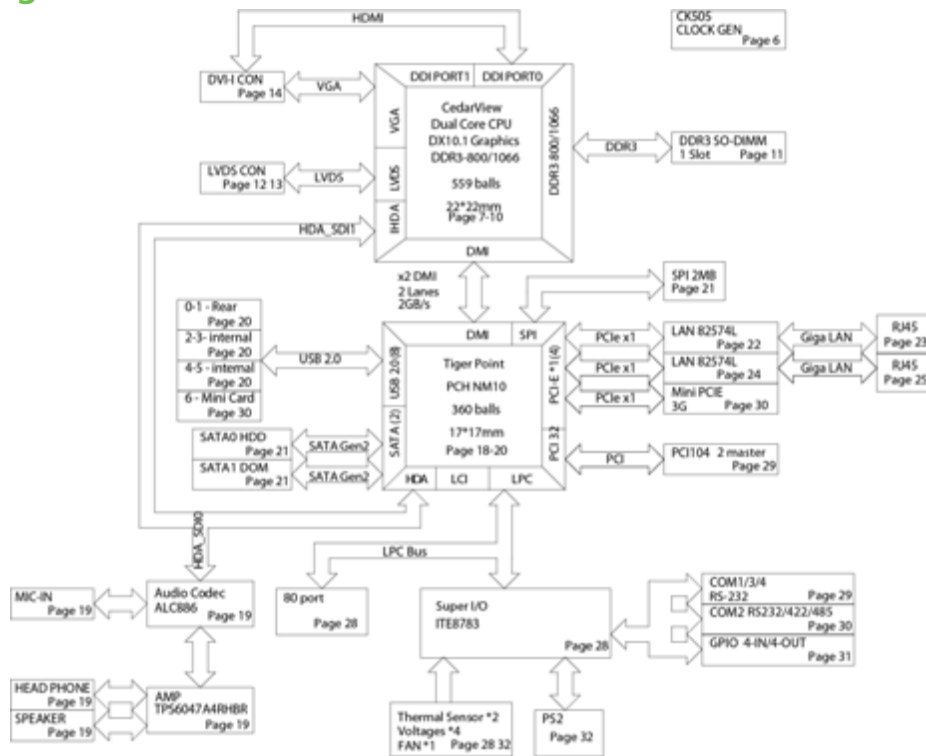 HDMI
CK505
CLOCK GEN
Page 6
DVI-I CON
Page 14
VGA
DDI PORT1
DDI PORT0
VGA
CedarView
Dual Core CPU
DX10.1 Graphics
DDR3-800/1066
559 balls
22*22mm
Page 7-10
DDR3 800/1066
DDR3
DDR3 SO-DIMM
1 Slot Page 11
LVDS CON
Page 12 13
LVDS
LVDS
IHDA
HDA_SDI1
DMI
x2 DMI
2 Lanes
2GB/s
SPI 2MB
Page 21
0-1 - Rear
Page 20
2-3- internal
Page 20
4-5 - internal
Page 20
6 - Mini Card
Page 30
USB 2.0
USB 2.0(8)
DMI
SPI
Tiger Point
PCH NM10
360 balls
17*17mm
Page 18-20
PCI-E *1(4)
PCIe x1
LAN 82574L
Page 22
Giga LAN
RJ45
Page 23
PCIe x1
LAN 82574L
Page 24
Giga LAN
RJ45
Page 25
PCIe x1
Mini PCIE
3G Page 30
SATA0 HDD
Page 21
SATA Gen2
SATA1 DOM
Page 21
SATA Gen2
SATA (2)
PCI 32
PCI
PCI104 2 master
Page 29
HDA
LCI
LPC
HDA_SDI0
LPC Bus
MIC-IN
Page 19
Audio Codec
ALC886
Page 19
80 port
Page 28
Super I/O
ITE8783
Page 28
COM1/3/4
RS-232 Page 29
COM2 RS232/422/485
Page 30
GPIO 4-IN/4-OUT
Page 31
HEAD PHONE
Page 19
SPEAKER
Page 19
AMP
TPS6047A4RHBR
Page 19
Thermal Sensor *2
Voltages *4
FAN *1 Page 28 32
PS2
Page 32